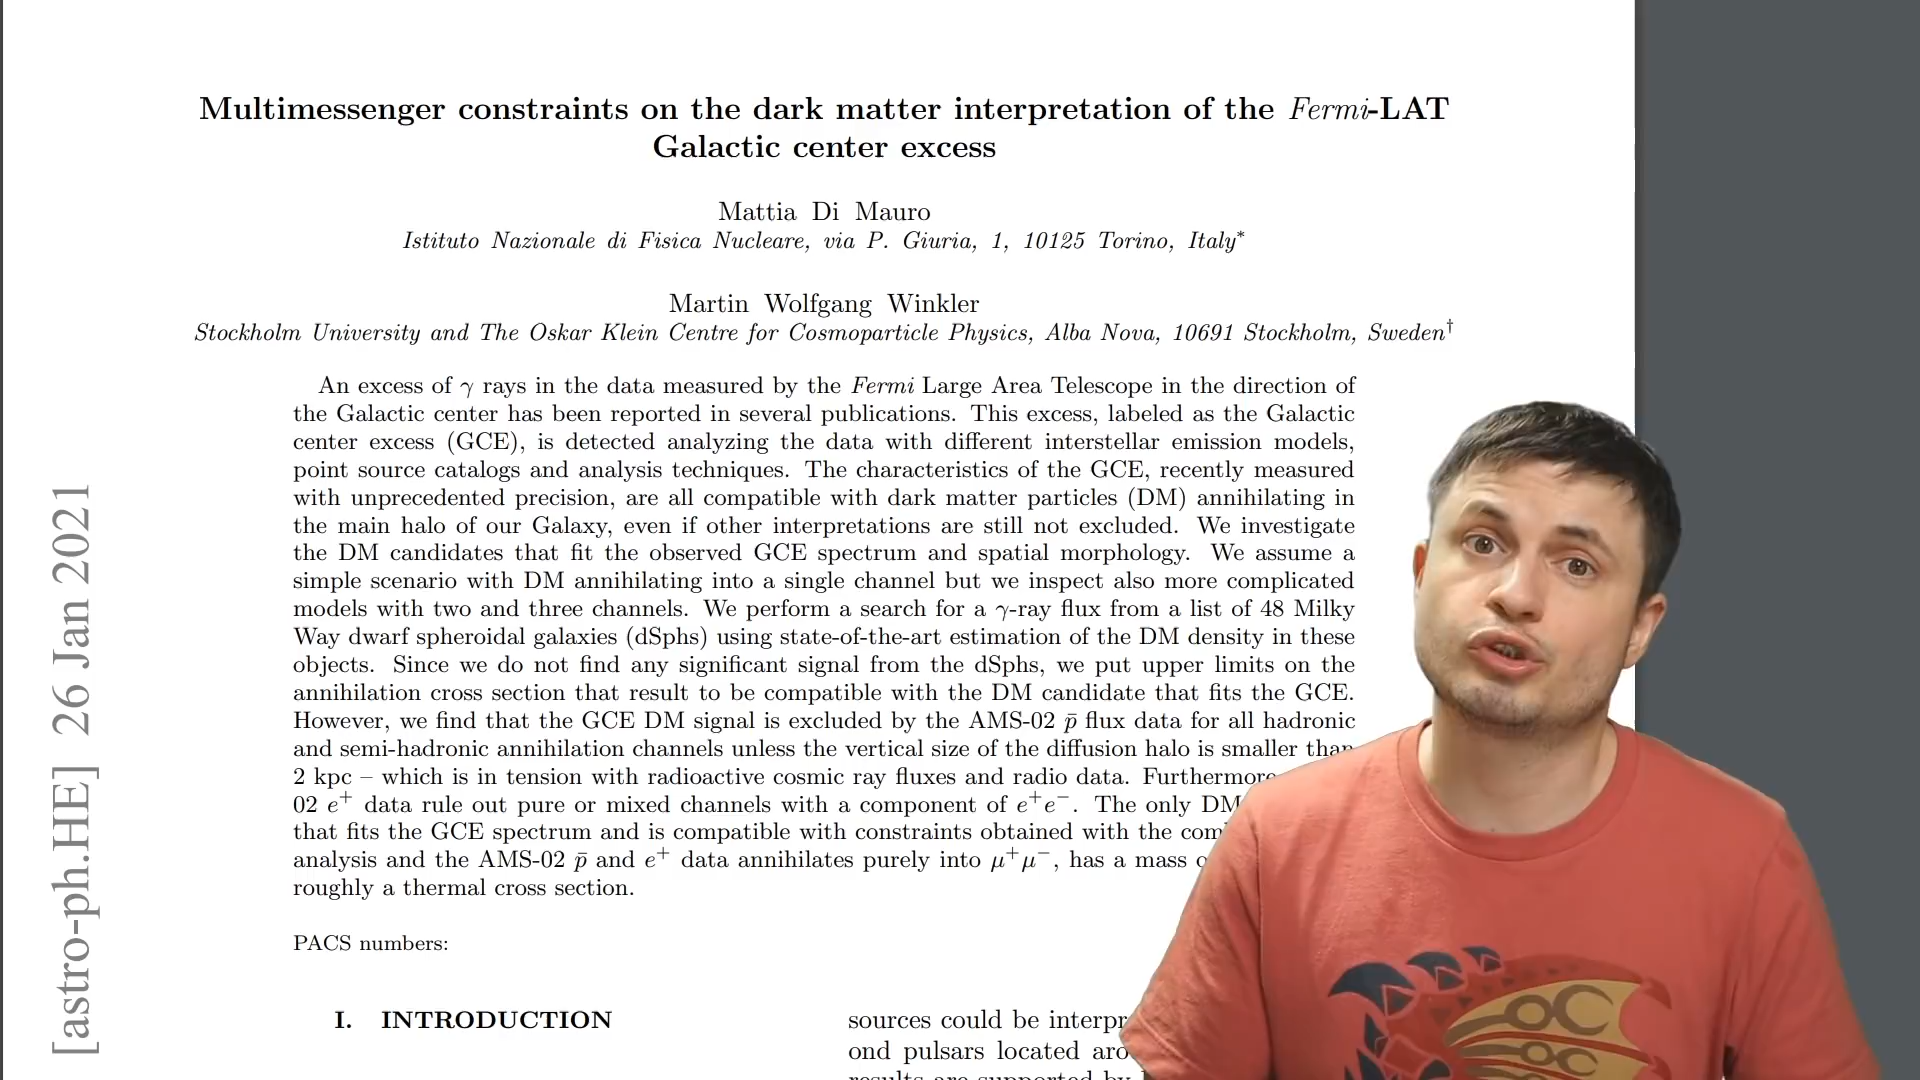 Multimessenger constraints on the dark matter interpretation of the Fermi-LAT
Galactic center excess
Mattia Di Mauro
Istituto Nazionale di Fisica Nucleare, via P. Giuria, 1, 10125 Torino, Italy*
Martin Wolfgang Winkler
Stockholm University and The Oskar Klein Centre for Cosmoparticle Physics, Alba Nova, 10691 Stockholm, Sweden†
An excess of γ rays in the data measured by the Fermi Large Area Telescope in the direction of
the Galactic center has been reported in several publications. This excess, labeled as the Galactic
center excess (GCE), is detected analyzing the data with different interstellar emission models,
point source catalogs and analysis techniques. The characteristics of the GCE, recently measured
with unprecedented precision, are all compatible with dark matter particles (DM) annihilating in
the main halo of our Galaxy, even if other interpretations are still not excluded. We investigate
the DM candidates that fit the observed GCE spectrum and spatial morphology. We assume a
simple scenario with DM annihilating into a single channel but we inspect also more complicated
models with two and three channels. We perform a search for a γ-ray flux from a list of 48 Milky
Way dwarf spheroidal galaxies (dSphs) using state-of-the-art estimation of the DM density in these
objects. Since we do not find any significant signal from the dSphs, we put upper limits on the
annihilation cross section that result to be compatible with the DM candidate that fits the GCE.
However, we find that the GCE DM signal is excluded by the AMS-02 p̄ flux data for all hadronic
and semi-hadronic annihilation channels unless the vertical size of the diffusion halo is smaller than
2 kpc – which is in tension with radioactive cosmic ray fluxes and radio data. Furthermore
02 e⁺ data rule out pure or mixed channels with a component of e⁺e⁻. The only DM
that fits the GCE spectrum and is compatible with constraints obtained with the
analysis and the AMS-02 p̄ and e⁺ data annihilates purely into μ⁺μ⁻, has a mass
roughly a thermal cross section.
PACS numbers:
I. INTRODUCTION
sources could be
pulsars located
[astro-ph.HE] 26 Jan 2021